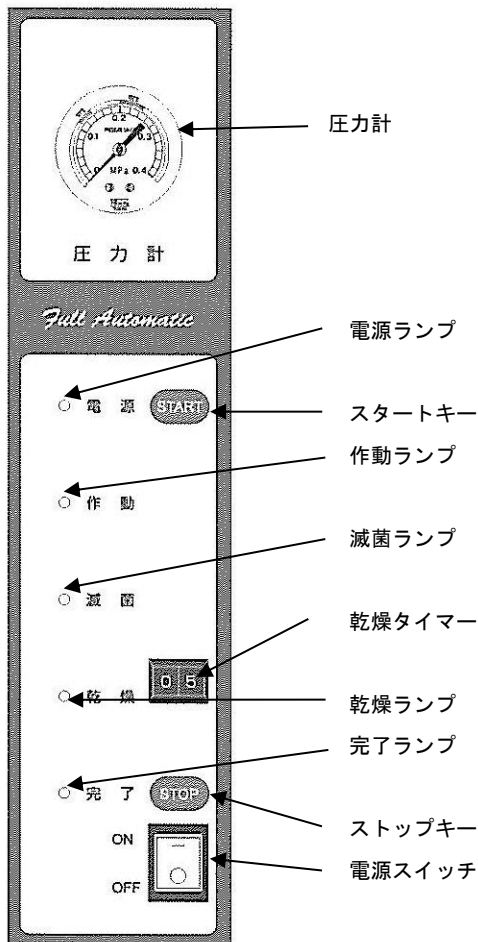 0.2
0.1
0.3
0 MPa 0.4
圧力計
圧 力 計
Full Automatic
電源ランプ
電 源 START
スタートキー
作動ランプ
作 動
滅菌ランプ
滅 菌
乾燥タイマー
0 5
乾 燥
乾燥ランプ
完了ランプ
完 了 STOP
ストップキー
ON
電源スイッチ
OFF